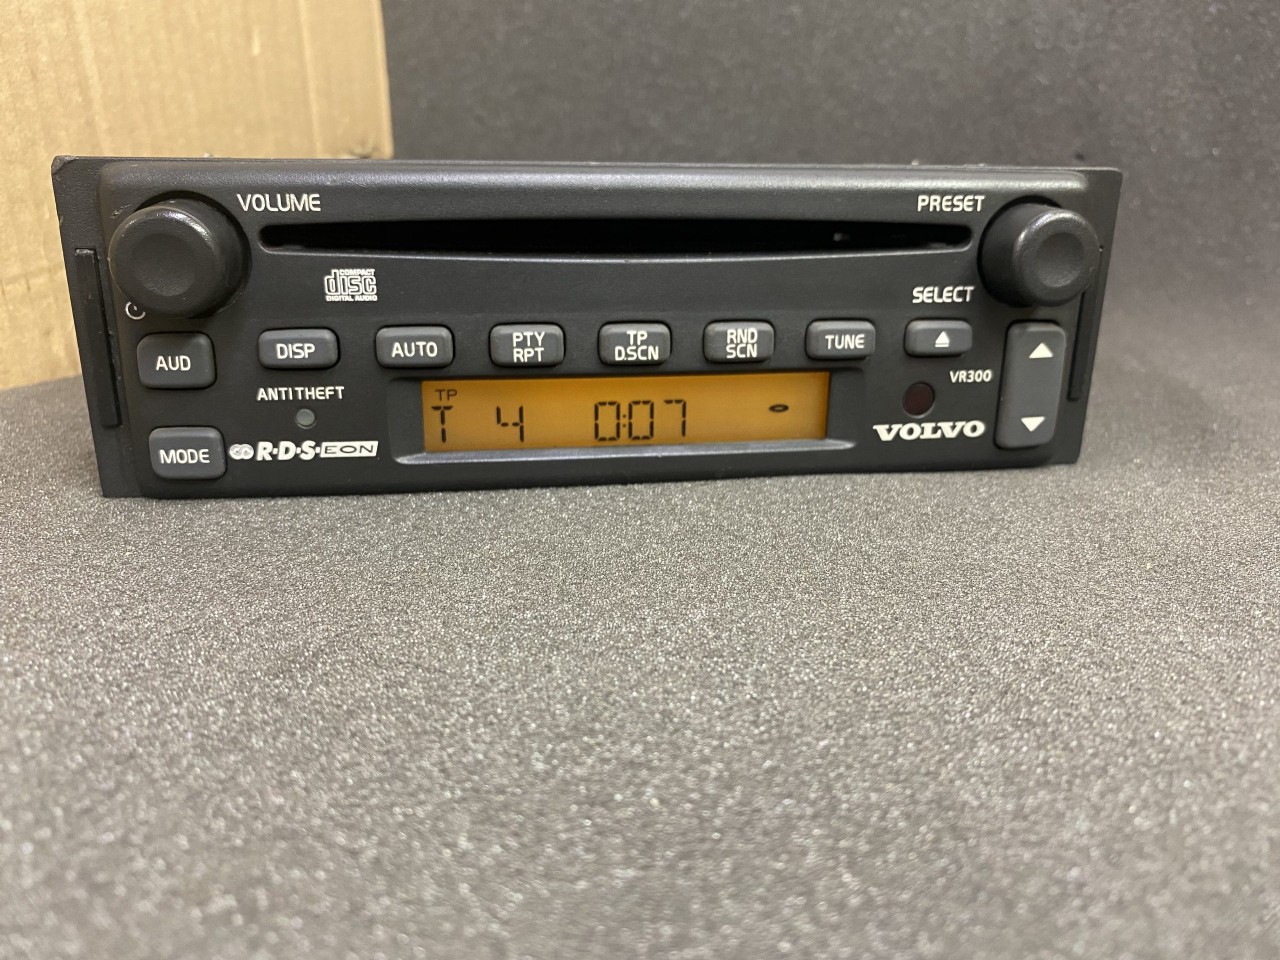 VOLUME
PRESET
COMPACT
disc
DIGITAL AUDIO
SELECT
AUD
DISP
AUTO
PTY
RPT
TP
D.SCN
RND
SCN
TUNE
ANTITHEFT
VR300
TP
T 4 0:07
MODE
R·D·S·EON
VOLVO